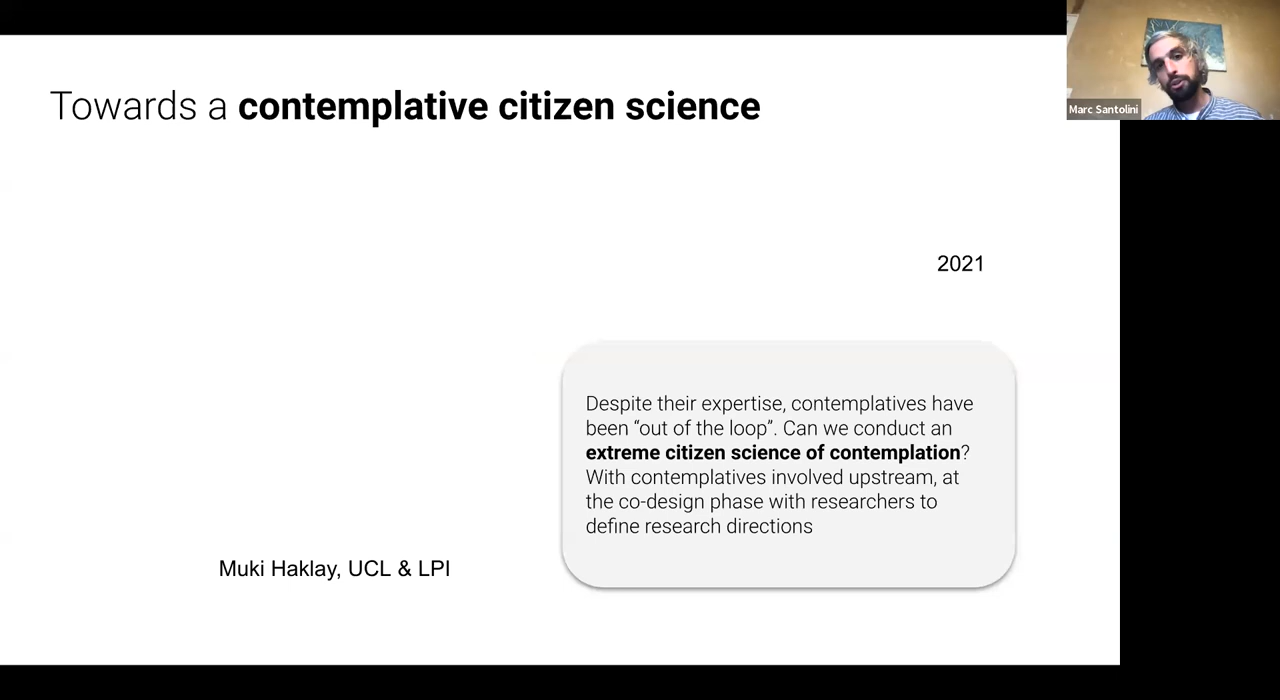 Towards a contemplative citizen science
Marc Santolini
2021
Despite their expertise, contemplatives have
been “out of the loop”. Can we conduct an
extreme citizen science of contemplation?
With contemplatives involved upstream, at
the co-design phase with researchers to
define research directions
Muki Haklay, UCL & LPI